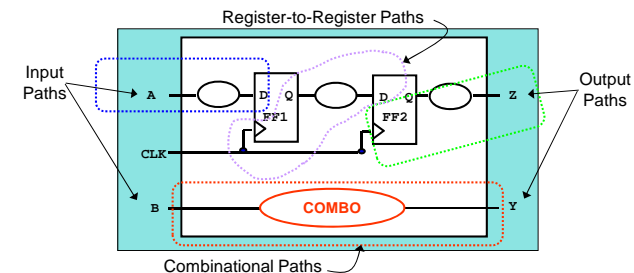 Register-to-Register Paths
Input
Paths
Output
Paths
A
D Q
FF1
D Q
FF2
Z
CLK
B
COMBO
Y
Combinational Paths